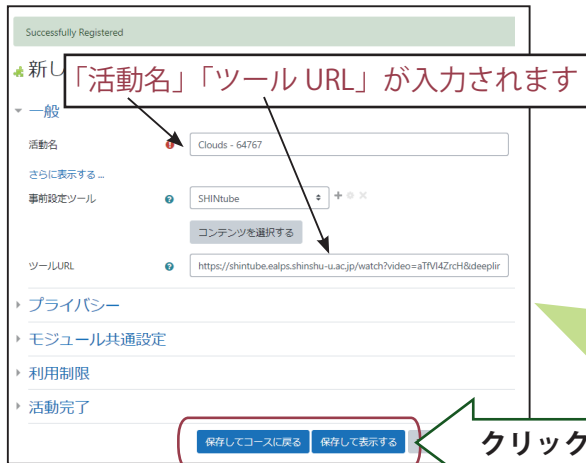 Successfully Registered
新し
「活動名」「ツール URL」が入力されます
一般
活動名
Clouds - 64767
さらに表示する ...
事前設定ツール
SHINtube
コンテンツを選択する
ツールURL
https://shintube.ealps.shinshu-u.ac.jp/watch?video=aTfVl4ZrcH&deeplin
プライバシー
モジュール共通設定
利用制限
活動完了
保存してコースに戻る 保存して表示する
クリック